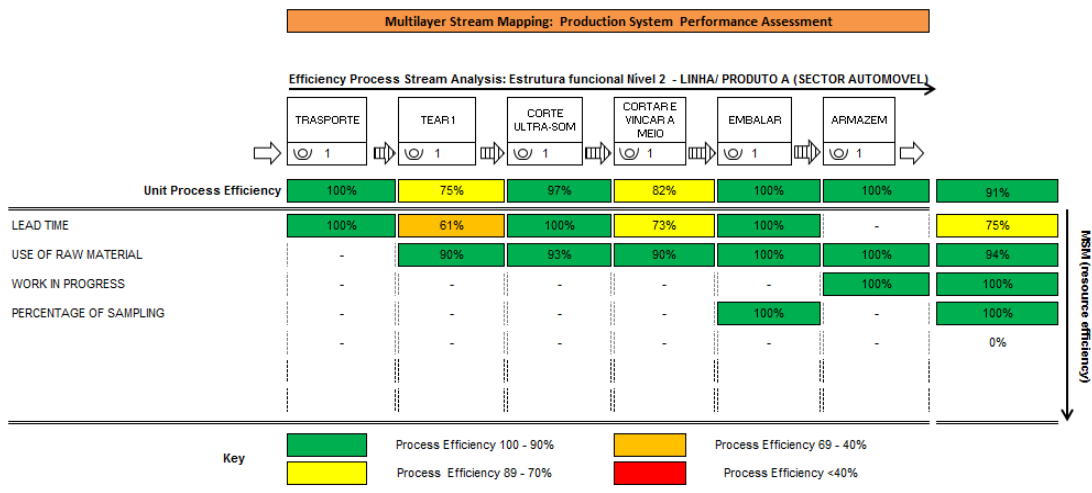 Multilayer Stream Mapping: Production System Performance Assessment
Efficiency Process Stream Analysis: Estrutura funcional Nível 2 - LINHA/ PRODUTO A (SECTOR AUTOMOVEL)
TRASPORTE
1
TEAR 1
1
CORTE
ULTRA-SOM
1
CORTAR E
VINCAR A
MEIO
1
EMBALAR
1
ARMAZEM
1
Unit Process Efficiency 100% 75% 97% 82% 100% 100% 91%
LEAD TIME 100% 61% 100% 73% 100% - 75%
USE OF RAW MATERIAL - 90% 93% 90% 100% 100% 94%
WORK IN PROGRESS - - - - - 100% 100%
PERCENTAGE OF SAMPLING - - - - 100% - 100%
- - - - - - 0%
MSM (resource efficiency)
Key
Process Efficiency 100 - 90%
Process Efficiency 69 - 40%
Process Efficiency 89 - 70%
Process Efficiency <40%